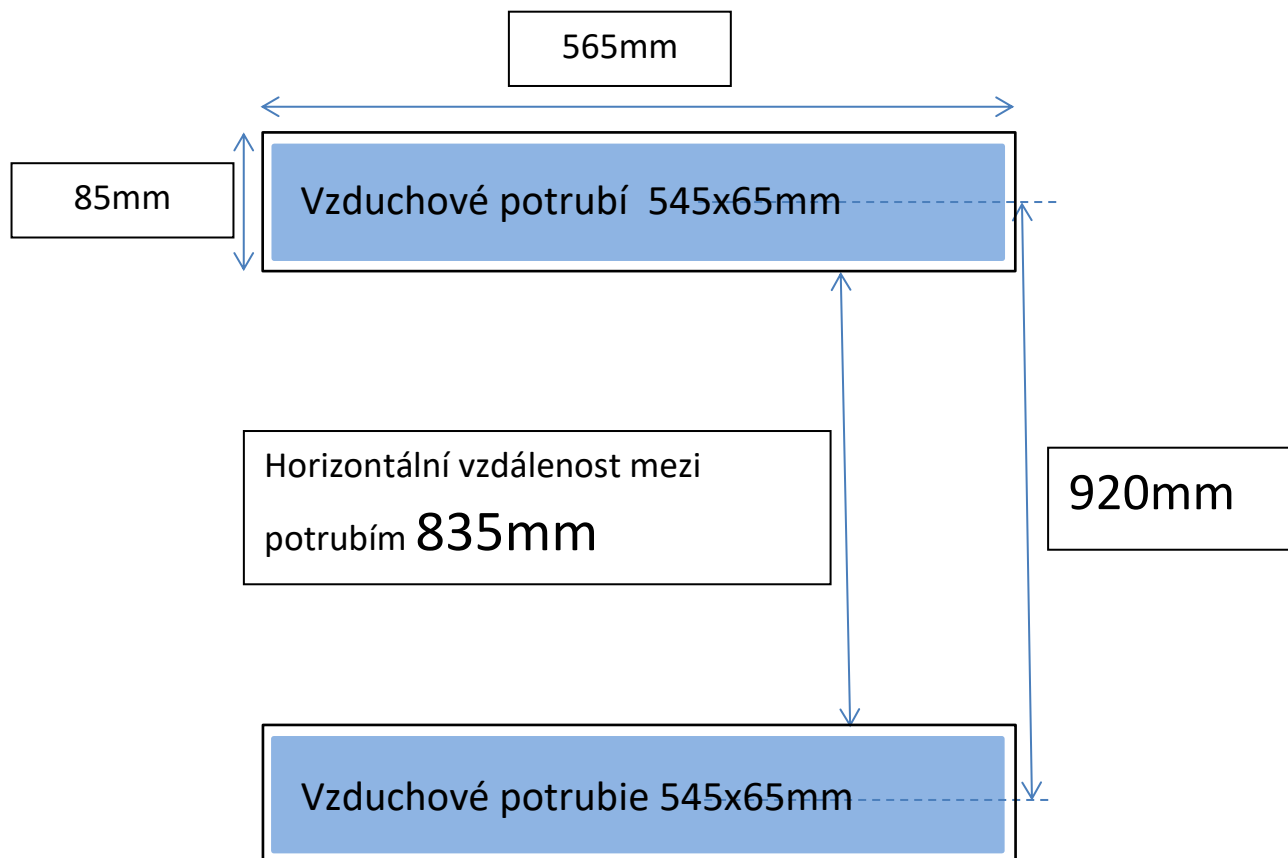 565mm
85mm
Vzduchové potrubí  545x65mm
Horizontální vzdálenost mezi
potrubím 835mm
920mm
Vzduchové potrubie 545x65mm